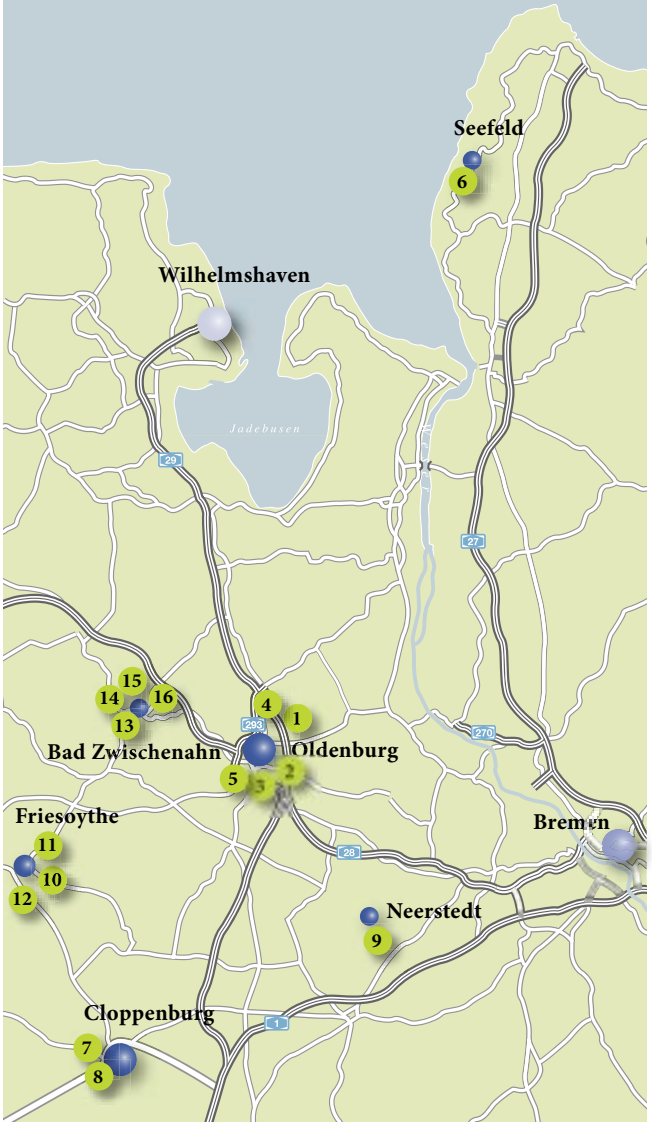 Seefeld
6
Wilhelmshaven
Jadebusen
29
27
15
14
16
13
4
1
293
270
Bad Zwischenahn
Oldenburg
5
3
2
Friesoythe
11
10
12
Bremen
28
Neerstedt
9
Cloppenburg
1
7
8